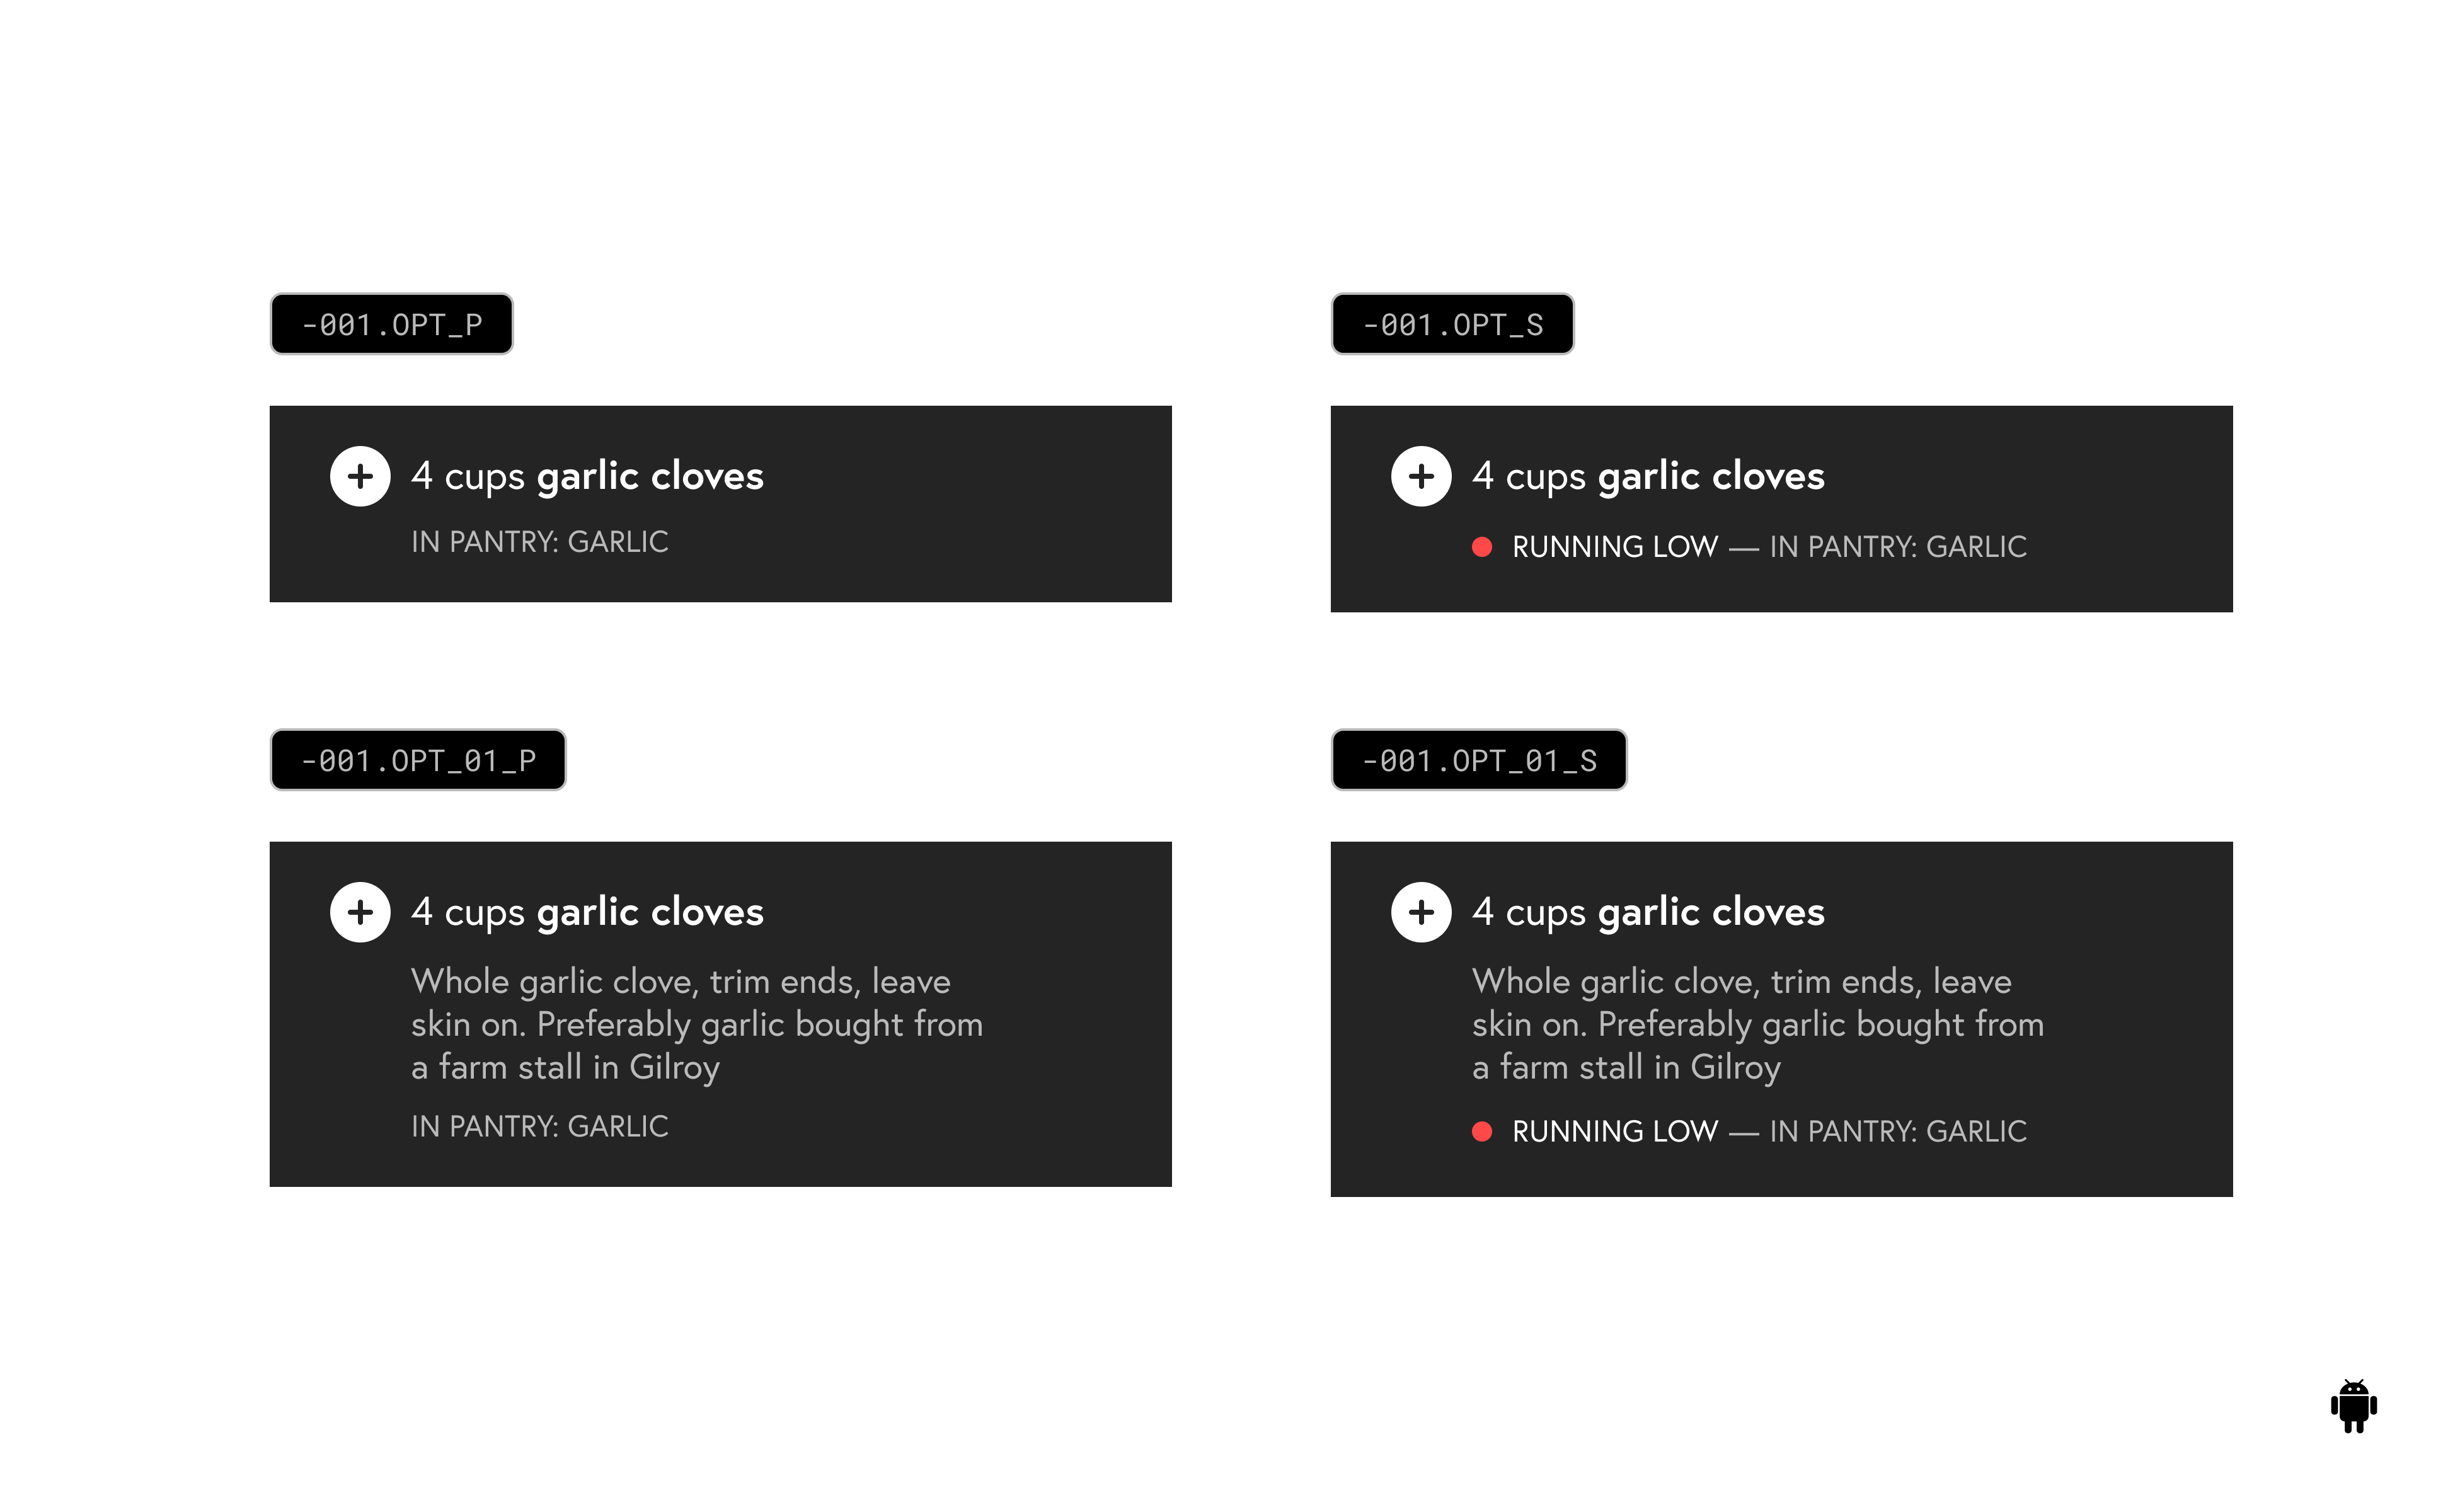 -001.OPT_P
4 cups garlic cloves
IN PANTRY: GARLIC
-001.OPT_S
4 cups garlic cloves
RUNNING LOW — IN PANTRY: GARLIC
-001.OPT_01_P
4 cups garlic cloves
Whole garlic clove, trim ends, leave
skin on. Preferably garlic bought from
a farm stall in Gilroy
IN PANTRY: GARLIC
-001.OPT_01_S
4 cups garlic cloves
Whole garlic clove, trim ends, leave
skin on. Preferably garlic bought from
a farm stall in Gilroy
RUNNING LOW — IN PANTRY: GARLIC